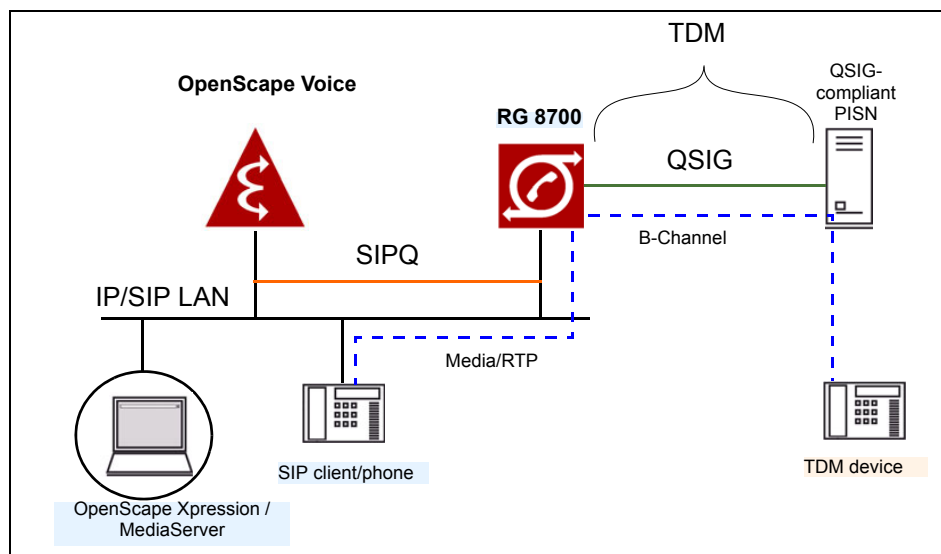 TDM
OpenScape Voice
QSIG-
compliant
PISN
RG 8700
QSIG
B-Channel
SIPQ
IP/SIP LAN
Media/RTP
SIP client/phone
TDM device
OpenScape Xpression /
MediaServer